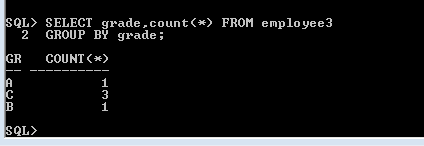 SQL> SELECT grade,count(*) FROM employee3
  2  GROUP BY grade;
GR   COUNT(*)
-- ----------
A           1
C           3
B           1
SQL>